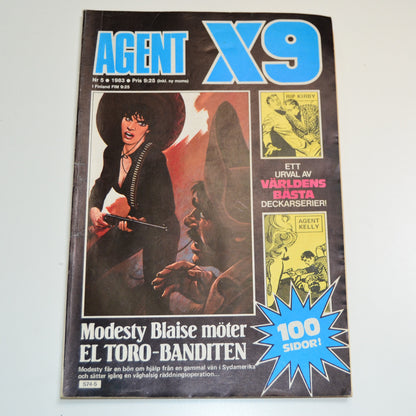 AGENT X9
Nr 5 • 1983 • Pris 9:25 (inkl. ny moms)
I Finland FIM 9:25
RIP KIRBY
ETT
URVAL AV
VÄRLDENS
BÄSTA
DECKARSERIER!
AGENT
KELLY
100
SIDOR!
Modesty Blaise möter
EL TORO-BANDITEN
Modesty får en bön om hjälp från en gammal vän i Sydamerika
och sätter igång en våghalsig räddningsoperation...
574-5